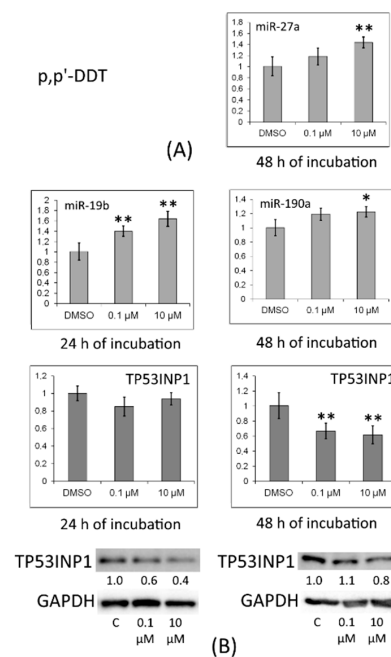 p,p'-DDT
miR-27a
**
1.6
1.4
1.2
1
0.8
0.6
0.4
0.2
0
DMSO 0.1 µM 10 µM
(A)
48 h of incubation
miR-19b
** **
2
1.8
1.6
1.4
1.2
1
0.8
0.6
0.4
0.2
0
DMSO 0.1 µM 10 µM
24 h of incubation
miR-190a
*
1.4
1.2
1
0.8
0.6
0.4
0.2
0
DMSO 0.1 µM 10 µM
48 h of incubation
TP53INP1
1.2
1
0.8
0.6
0.4
0.2
0
DMSO 0.1 µM 10 µM
24 h of incubation
TP53INP1
** **
1.4
1.2
1
0.8
0.6
0.4
0.2
0
DMSO 0.1 µM 10 µM
48 h of incubation
TP53INP1
1.0 0.6 0.4
GAPDH
C 0.1 10
µM µM
TP53INP1
1.0 1.1 0.8
GAPDH
C 0.1 10
µM µM
(B)